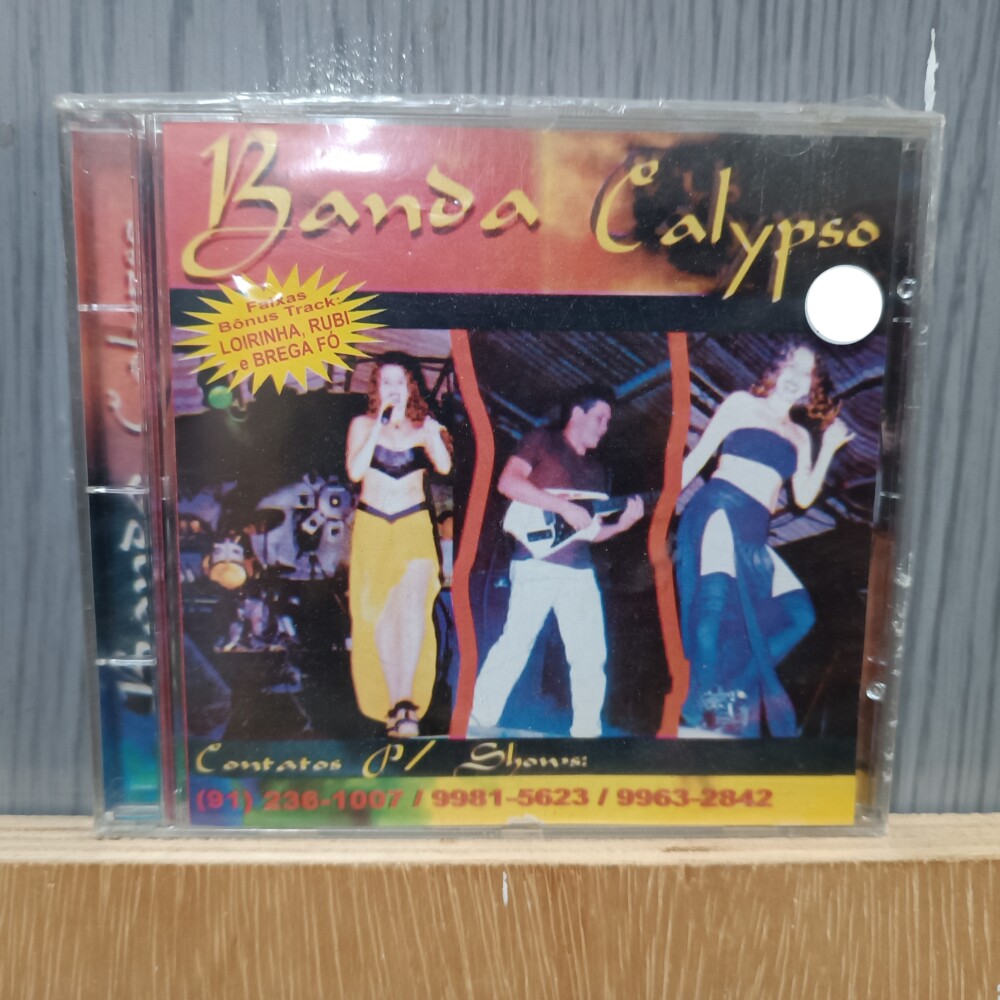 Banda Calypso
Faixas
Bônus Track:
LOIRINHA, RUBI
e BREGA FÓ
Contatos P/ Shows:
(91) 236-1007 / 9981-5623 / 9963-2842